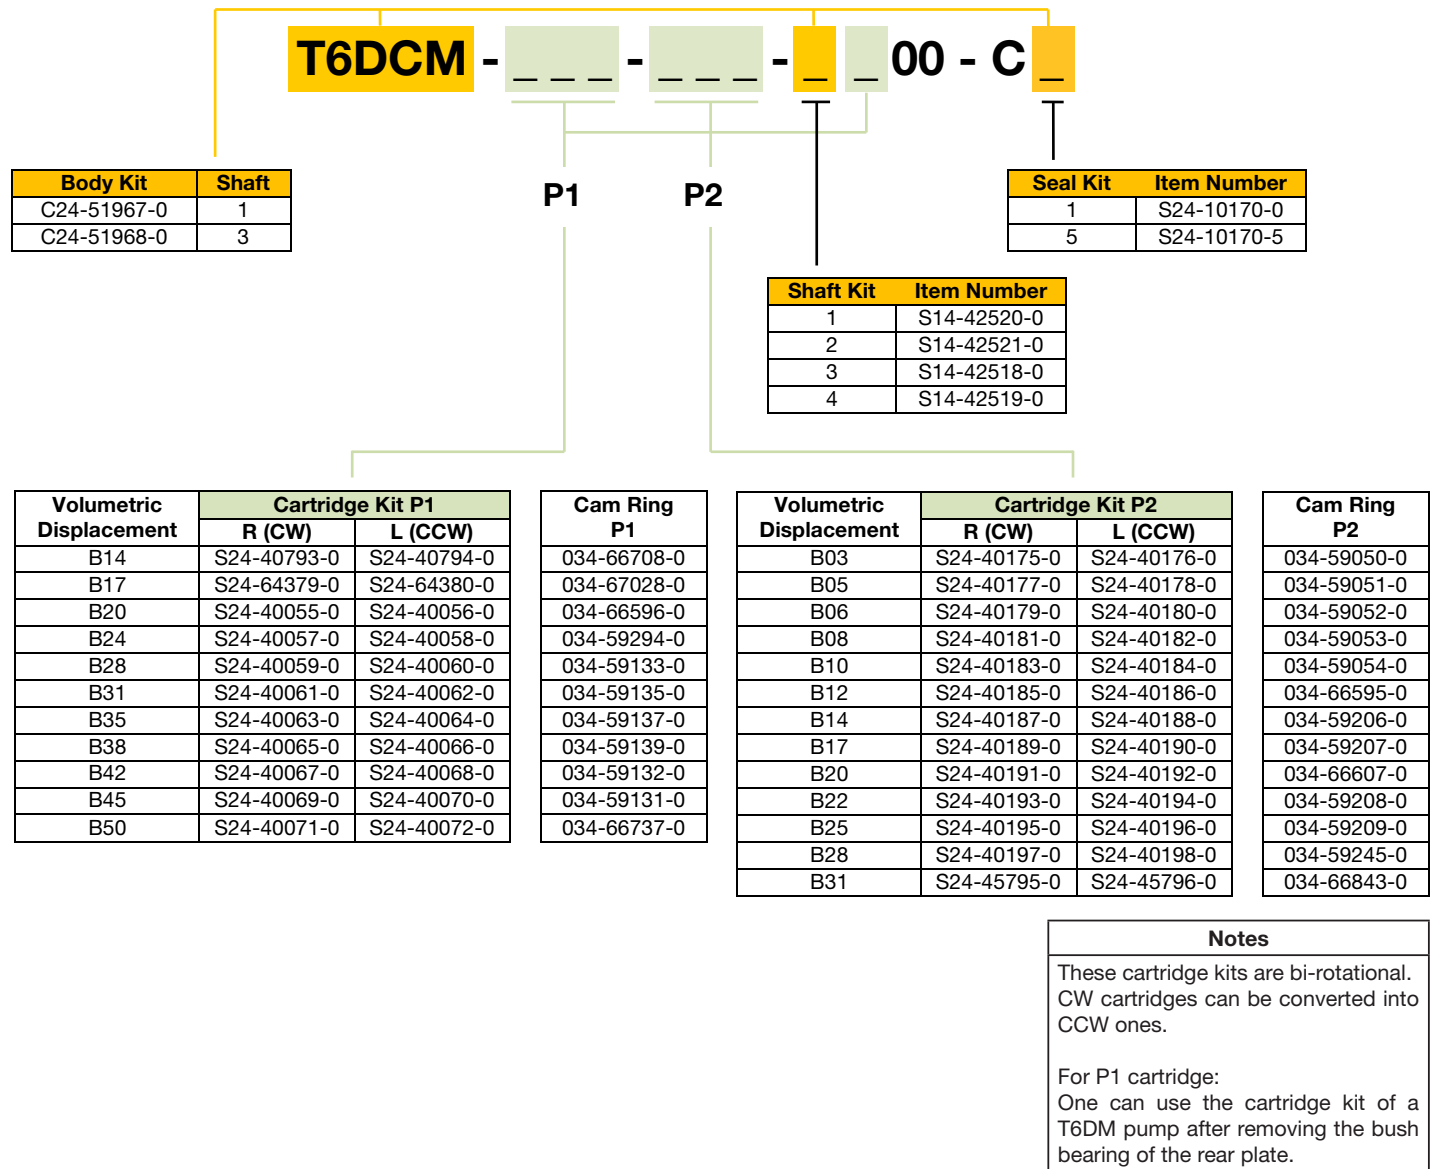 T6DCM - _ _ _ - _ _ _ - _ _ 00 - C _
P1 P2
Body Kit Shaft
C24-51967-0 1
C24-51968-0 3
Seal Kit Item Number
1 S24-10170-0
5 S24-10170-5
Shaft Kit Item Number
1 S14-42520-0
2 S14-42521-0
3 S14-42518-0
4 S14-42519-0
Volumetric Displacement Cartridge Kit P1
R (CW) L (CCW)
B14 S24-40793-0 S24-40794-0
B17 S24-64379-0 S24-64380-0
B20 S24-40055-0 S24-40056-0
B24 S24-40057-0 S24-40058-0
B28 S24-40059-0 S24-40060-0
B31 S24-40061-0 S24-40062-0
B35 S24-40063-0 S24-40064-0
B38 S24-40065-0 S24-40066-0
B42 S24-40067-0 S24-40068-0
B45 S24-40069-0 S24-40070-0
B50 S24-40071-0 S24-40072-0
Cam Ring
P1
034-66708-0
034-67028-0
034-66596-0
034-59294-0
034-59133-0
034-59135-0
034-59137-0
034-59139-0
034-59132-0
034-59131-0
034-66737-0
Volumetric Displacement Cartridge Kit P2
R (CW) L (CCW)
B03 S24-40175-0 S24-40176-0
B05 S24-40177-0 S24-40178-0
B06 S24-40179-0 S24-40180-0
B08 S24-40181-0 S24-40182-0
B10 S24-40183-0 S24-40184-0
B12 S24-40185-0 S24-40186-0
B14 S24-40187-0 S24-40188-0
B17 S24-40189-0 S24-40190-0
B20 S24-40191-0 S24-40192-0
B22 S24-40193-0 S24-40194-0
B25 S24-40195-0 S24-40196-0
B28 S24-40197-0 S24-40198-0
B31 S24-45795-0 S24-45796-0
Cam Ring
P2
034-59050-0
034-59051-0
034-59052-0
034-59053-0
034-59054-0
034-66595-0
034-59206-0
034-59207-0
034-66607-0
034-59208-0
034-59209-0
034-59245-0
034-66843-0
Notes
These cartridge kits are bi-rotational.
CW cartridges can be converted into
CCW ones.
For P1 cartridge:
One can use the cartridge kit of a
T6DM pump after removing the bush
bearing of the rear plate.